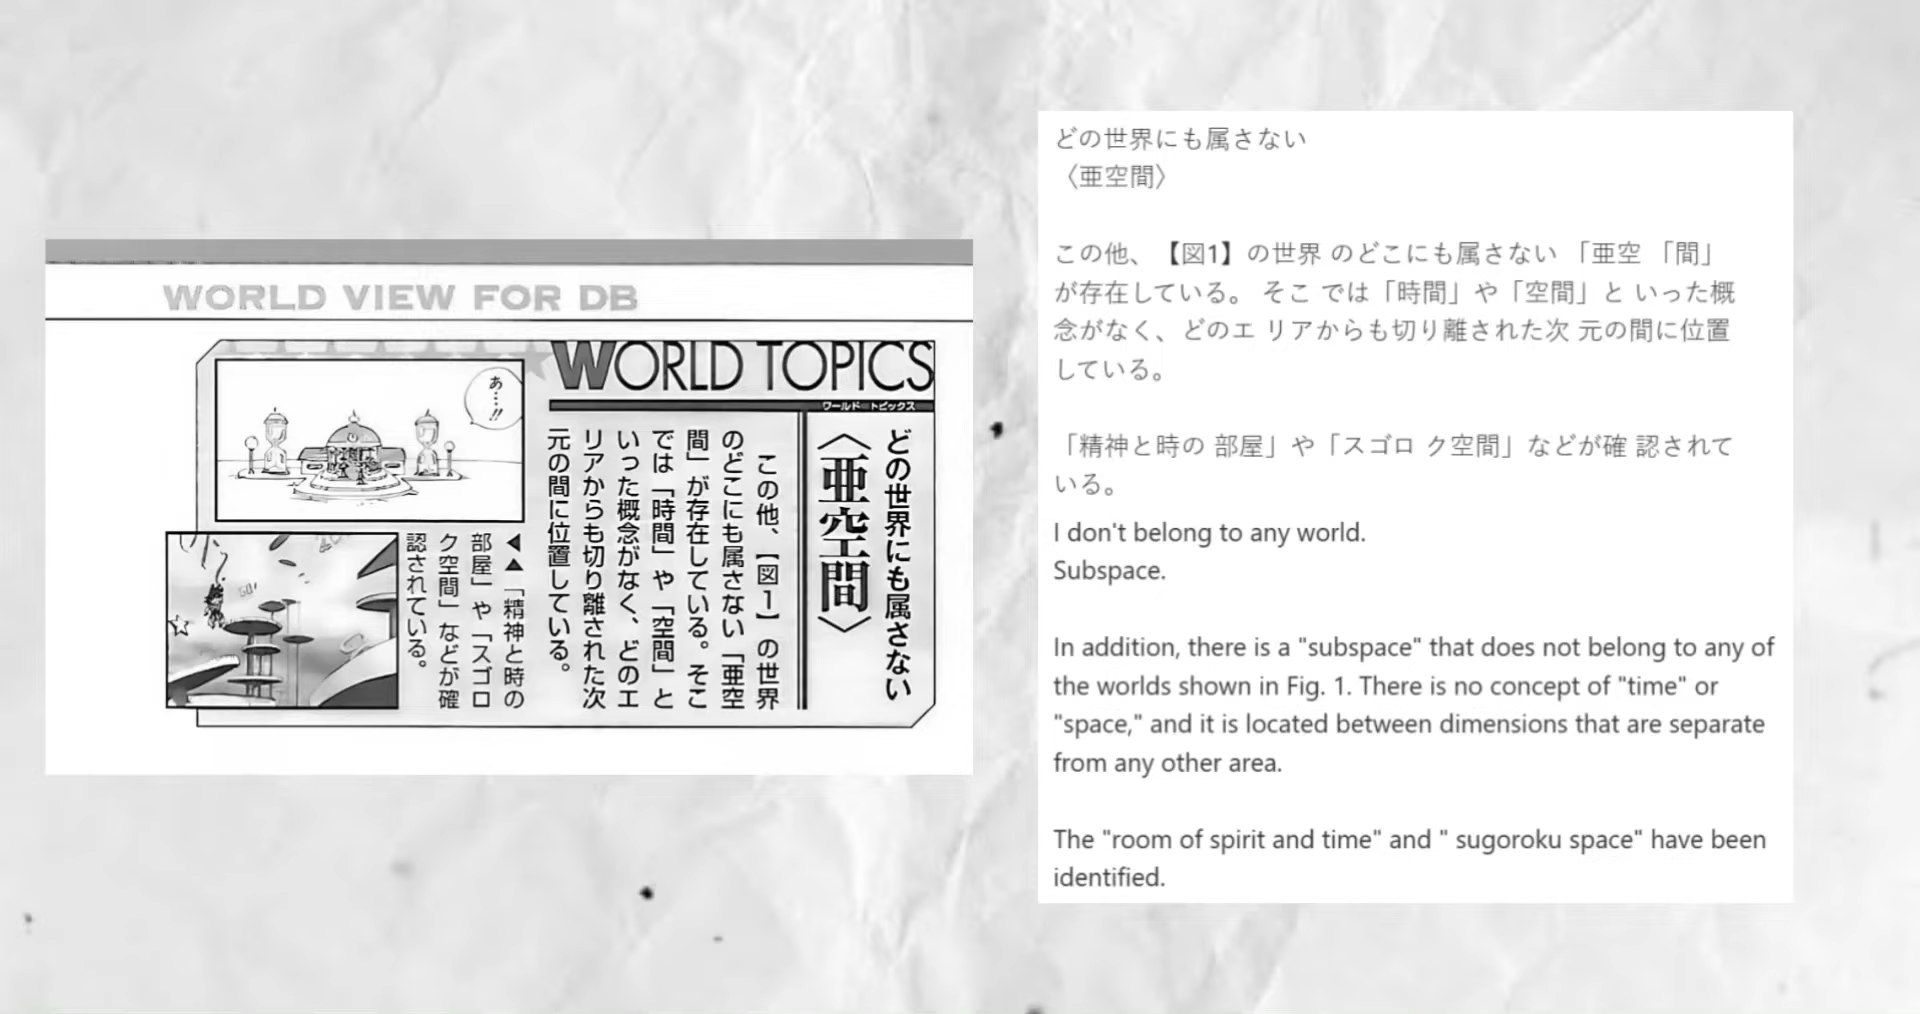 WORLD VIEW FOR DB
WORLD TOPICS
ワールド トピックス
どの世界にも属さない
〈亜空間〉
この他、【図1】の世界
のどこにも属さない「亜空
間」が存在している。そこ
では「時間」や「空間」と
いった概念がなく、どのエ
リアからも切り離された次
元の間に位置している。
あ…!!
◀▲「精神と時の
部屋」や「スゴロ
ク空間」などが確
認されている。
どの世界にも属さない
〈亜空間〉
この他、【図1】の世界 のどこにも属さない 「亜空 「間」
が存在している。 そこ では「時間」や「空間」と いった概
念がなく、どのエ リアからも切り離された次 元の間に位置
している。
「精神と時の 部屋」や「スゴロ ク空間」などが確 認されて
いる。
I don't belong to any world.
Subspace.
In addition, there is a "subspace" that does not belong to any of
the worlds shown in Fig. 1. There is no concept of "time" or
"space," and it is located between dimensions that are separate
from any other area.
The "room of spirit and time" and " sugoroku space" have been
identified.